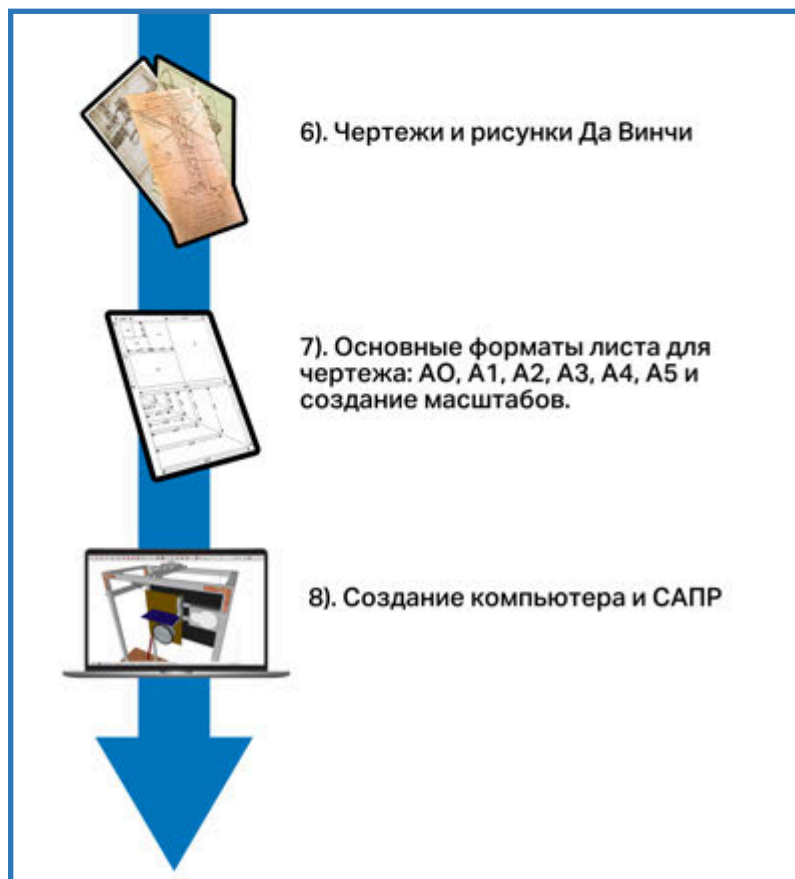 6). Чертежи и рисунки Да Винчи
7). Основные форматы листа для
чертежа: АО, А1, А2, А3, А4, А5 и
создание масштабов.
8). Создание компьютера и САПР